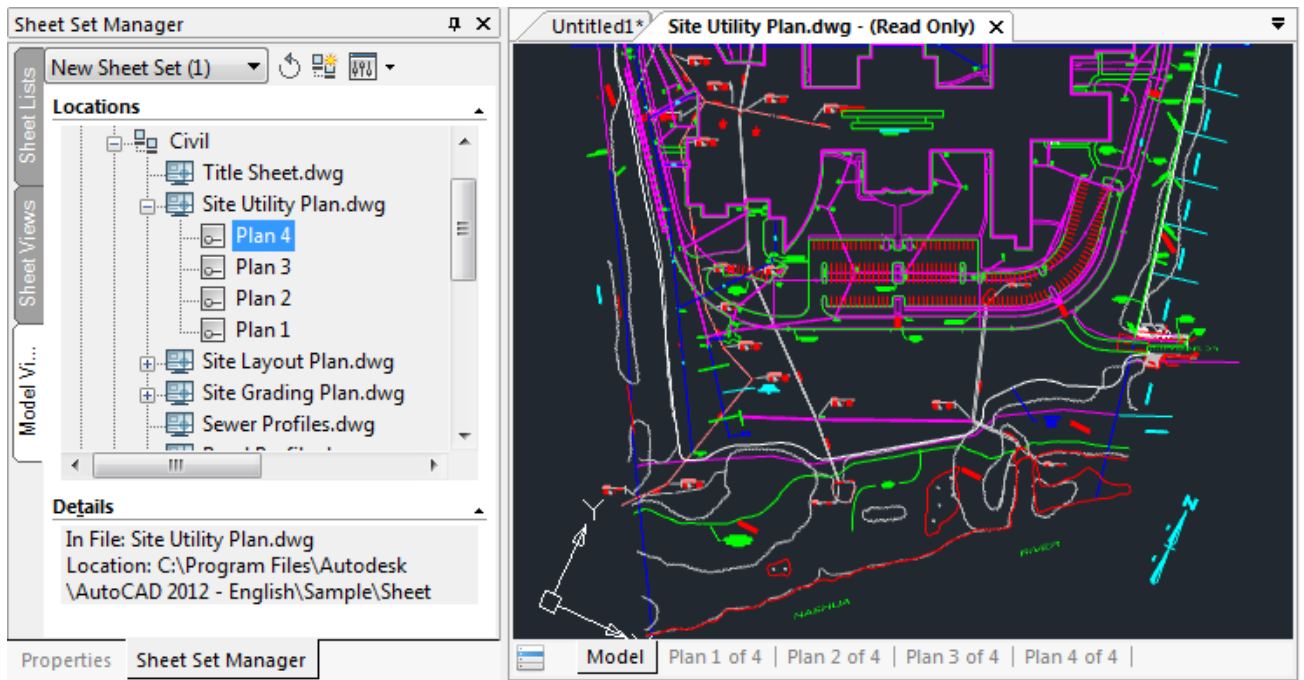 Sheet Set Manager
Untitled1*
Site Utility Plan.dwg - (Read Only)
New Sheet Set (1)
Sheet Lists
Sheet Views
Model Vi...
Locations
Civil
Title Sheet.dwg
Site Utility Plan.dwg
Plan 4
Plan 3
Plan 2
Plan 1
Site Layout Plan.dwg
Site Grading Plan.dwg
Sewer Profiles.dwg
Details
In File: Site Utility Plan.dwg
Location: C:\Program Files\Autodesk
\AutoCAD 2012 - English\Sample\Sheet
Properties
Sheet Set Manager
Y
N
NASHUA
RIVER
Model
Plan 1 of 4
Plan 2 of 4
Plan 3 of 4
Plan 4 of 4